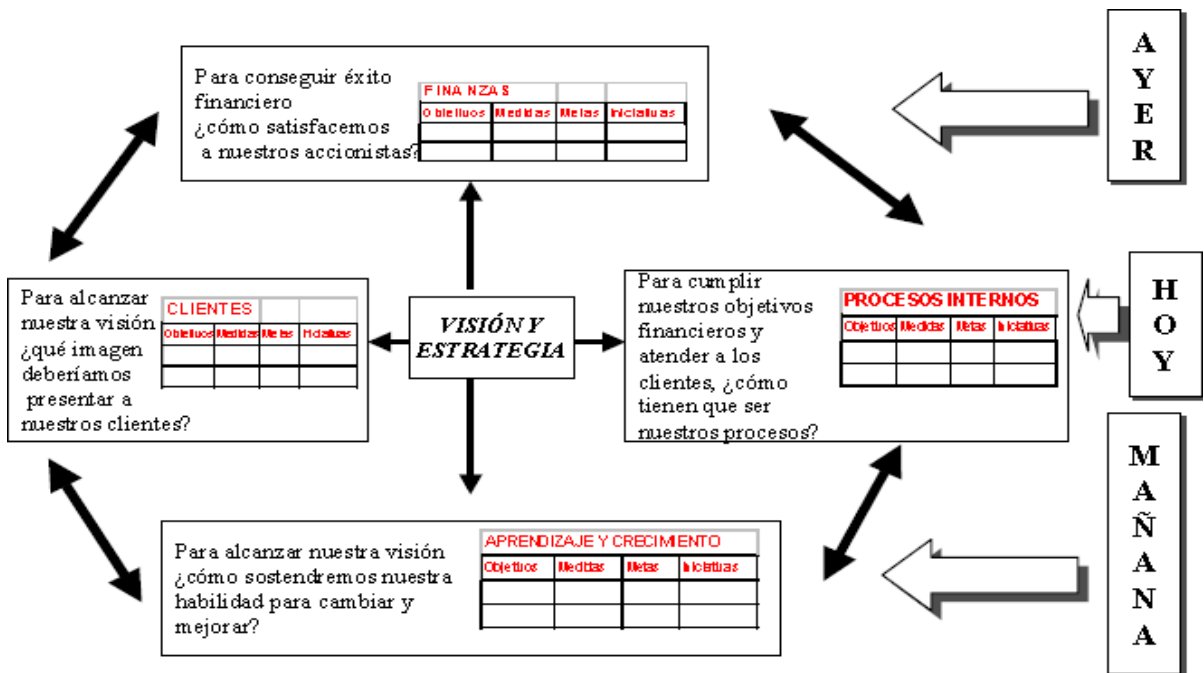 Para conseguir éxito
financiero
¿cómo satisfacemos
a nuestros accionistas?
FINANZAS
Objetivos Medidas Metas Iniciativas
A
Y
E
R
Para alcanzar
nuestra visión
¿qué imagen
deberíamos
presentar a
nuestros clientes?
CLIENTES
Objetivos Medidas Metas Iniciativas
VISIÓN Y
ESTRATEGIA
Para cumplir
nuestros objetivos
financieros y
atender a los
clientes, ¿cómo
tienen que ser
nuestros procesos?
PROCESOS INTERNOS
Objetivos Medidas Metas Iniciativas
H
O
Y
Para alcanzar nuestra visión
¿cómo sostendremos nuestra
habilidad para cambiar y
mejorar?
APRENDIZAJE Y CRECIMIENTO
Objetivos Medidas Metas Iniciativas
M
A
Ñ
A
N
A